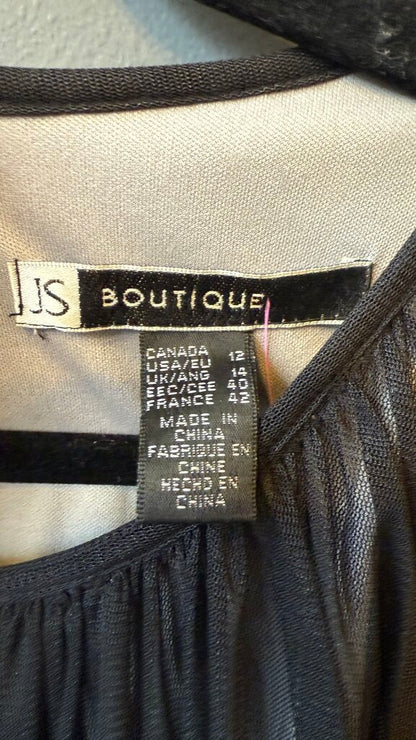 JS BOUTIQUE
CANADA 12
USA/EU
UK/ANG 14
EEC/CEE 40
FRANCE 42
MADE IN
CHINA
FABRIQUE EN
CHINE
HECHO EN
CHINA